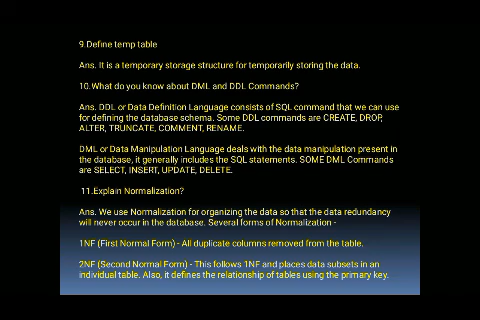 9.Define temp table
Ans. It is a temporary storage structure for temporarily storing the data.
10.What do you know about DML and DDL Commands?
Ans. DDL or Data Definition Language consists of SQL command that we can use
for defining the database schema. Some DDL commands are CREATE, DROP,
ALTER, TRUNCATE, COMMENT, RENAME.
DML or Data Manipulation Language deals with the data manipulation present in
the database, it generally includes the SQL statements. SOME DML Commands
are SELECT, INSERT, UPDATE, DELETE.
11.Explain Normalization?
Ans. We use Normalization for organizing the data so that the data redundancy
will never occur in the database. Several forms of Normalization -
1NF (First Normal Form) - All duplicate columns removed from the table.
2NF (Second Normal Form) - This follows 1NF and places data subsets in an
individual table. Also, it defines the relationship of tables using the primary key.